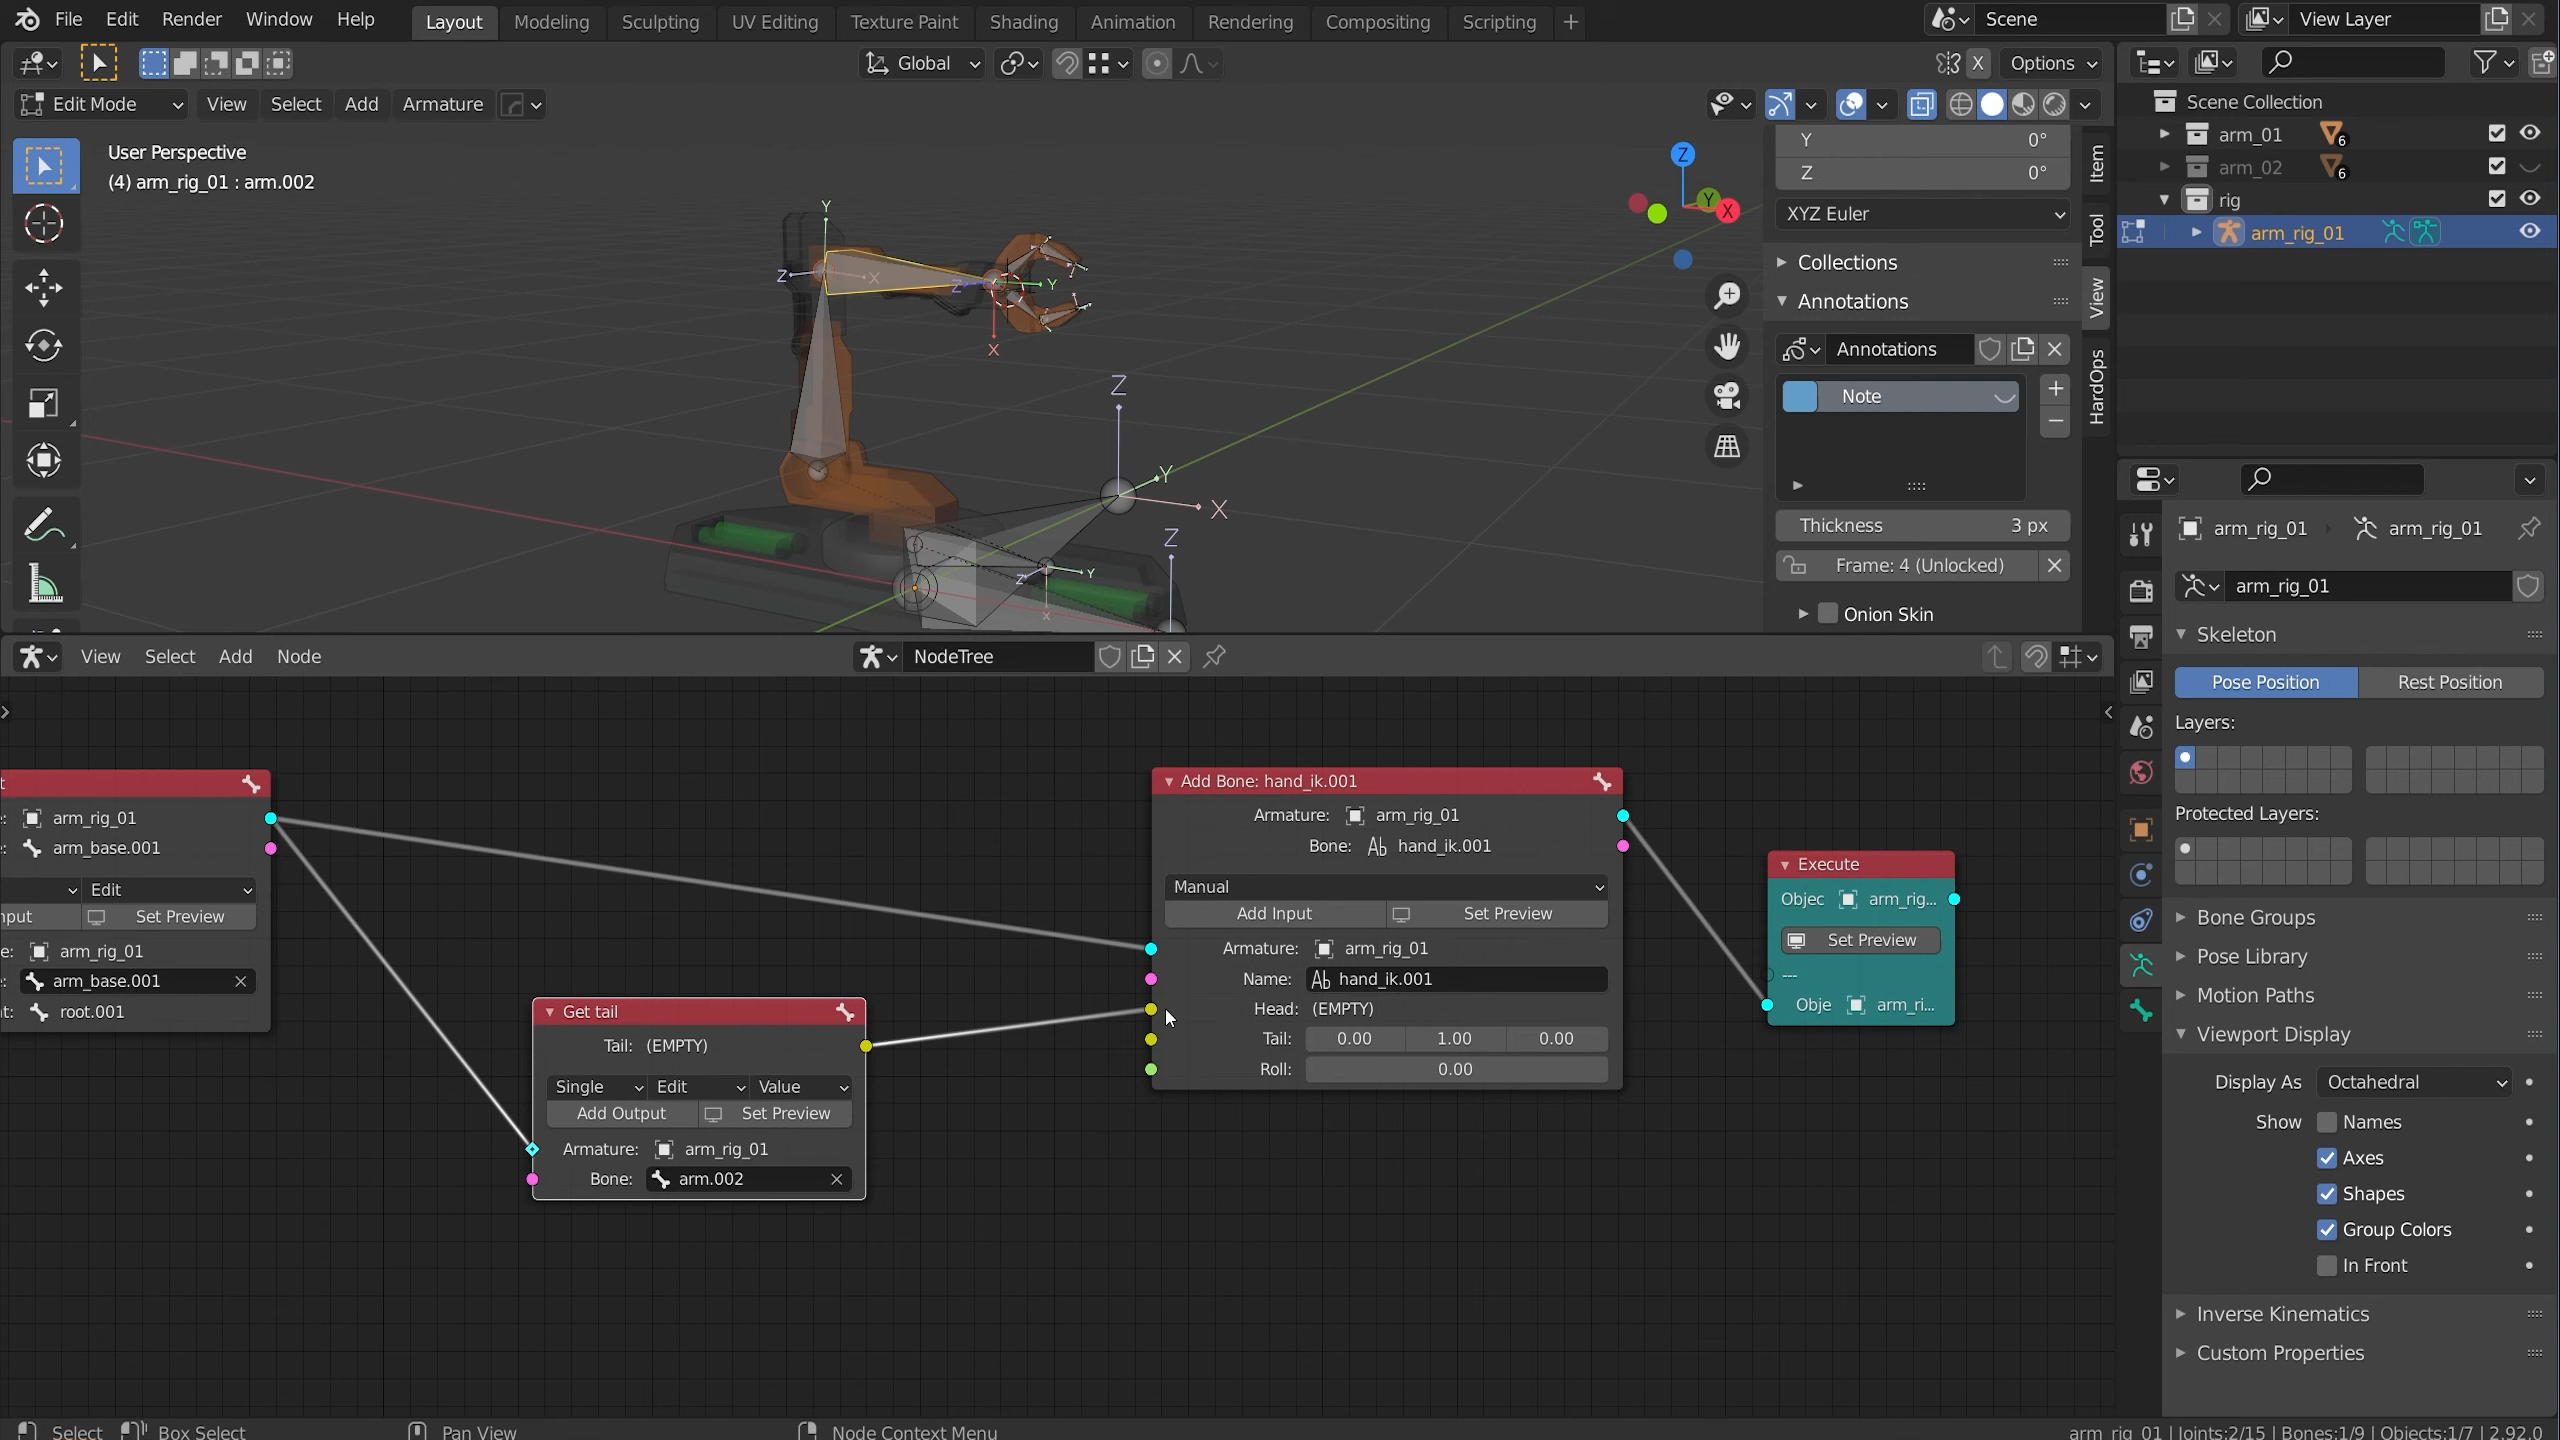 File Edit Render Window Help Layout Modeling Sculpting UV Editing Texture Paint Shading Animation Rendering Compositing Scripting + Scene View Layer
Global X Options
Edit Mode View Select Add Armature
User Perspective
(4) arm_rig_01 : arm.002
Y
Z
X
Z
Y
X
Z
Y
X
Z
Y
X
Z
Z
Y
X
Y 0°
Z 0°
XYZ Euler
Collections
Annotations
Annotations
Note
Thickness 3 px
Frame: 4 (Unlocked)
Onion Skin
Item
Tool
View
HardOps
Scene Collection
arm_01 6
arm_02 6
rig
arm_rig_01
arm_rig_01 arm_rig_01
arm_rig_01
Skeleton
Pose Position Rest Position
Layers:
Protected Layers:
Bone Groups
Pose Library
Motion Paths
Viewport Display
Display As Octahedral
Show Names
Axes
Shapes
Group Colors
In Front
Inverse Kinematics
Custom Properties
View Select Add Node NodeTree
t
e: arm_rig_01
e: arm_base.001
Edit
nput Set Preview
e: arm_rig_01
e: arm_base.001
t: root.001
Get tail
Tail: (EMPTY)
Single Edit Value
Add Output Set Preview
Armature: arm_rig_01
Bone: arm.002
Add Bone: hand_ik.001
Armature: arm_rig_01
Bone: hand_ik.001
Manual
Add Input Set Preview
Armature: arm_rig_01
Name: hand_ik.001
Head: (EMPTY)
Tail: 0.00 1.00 0.00
Roll: 0.00
Execute
Objec arm_rig...
Set Preview
---
Obje arm_ri...
Select Box Select Pan View Node Context Menu arm_rig_01 | Joints:2/15 | Bones:1/9 | Objects:1/7 | 2.92.0